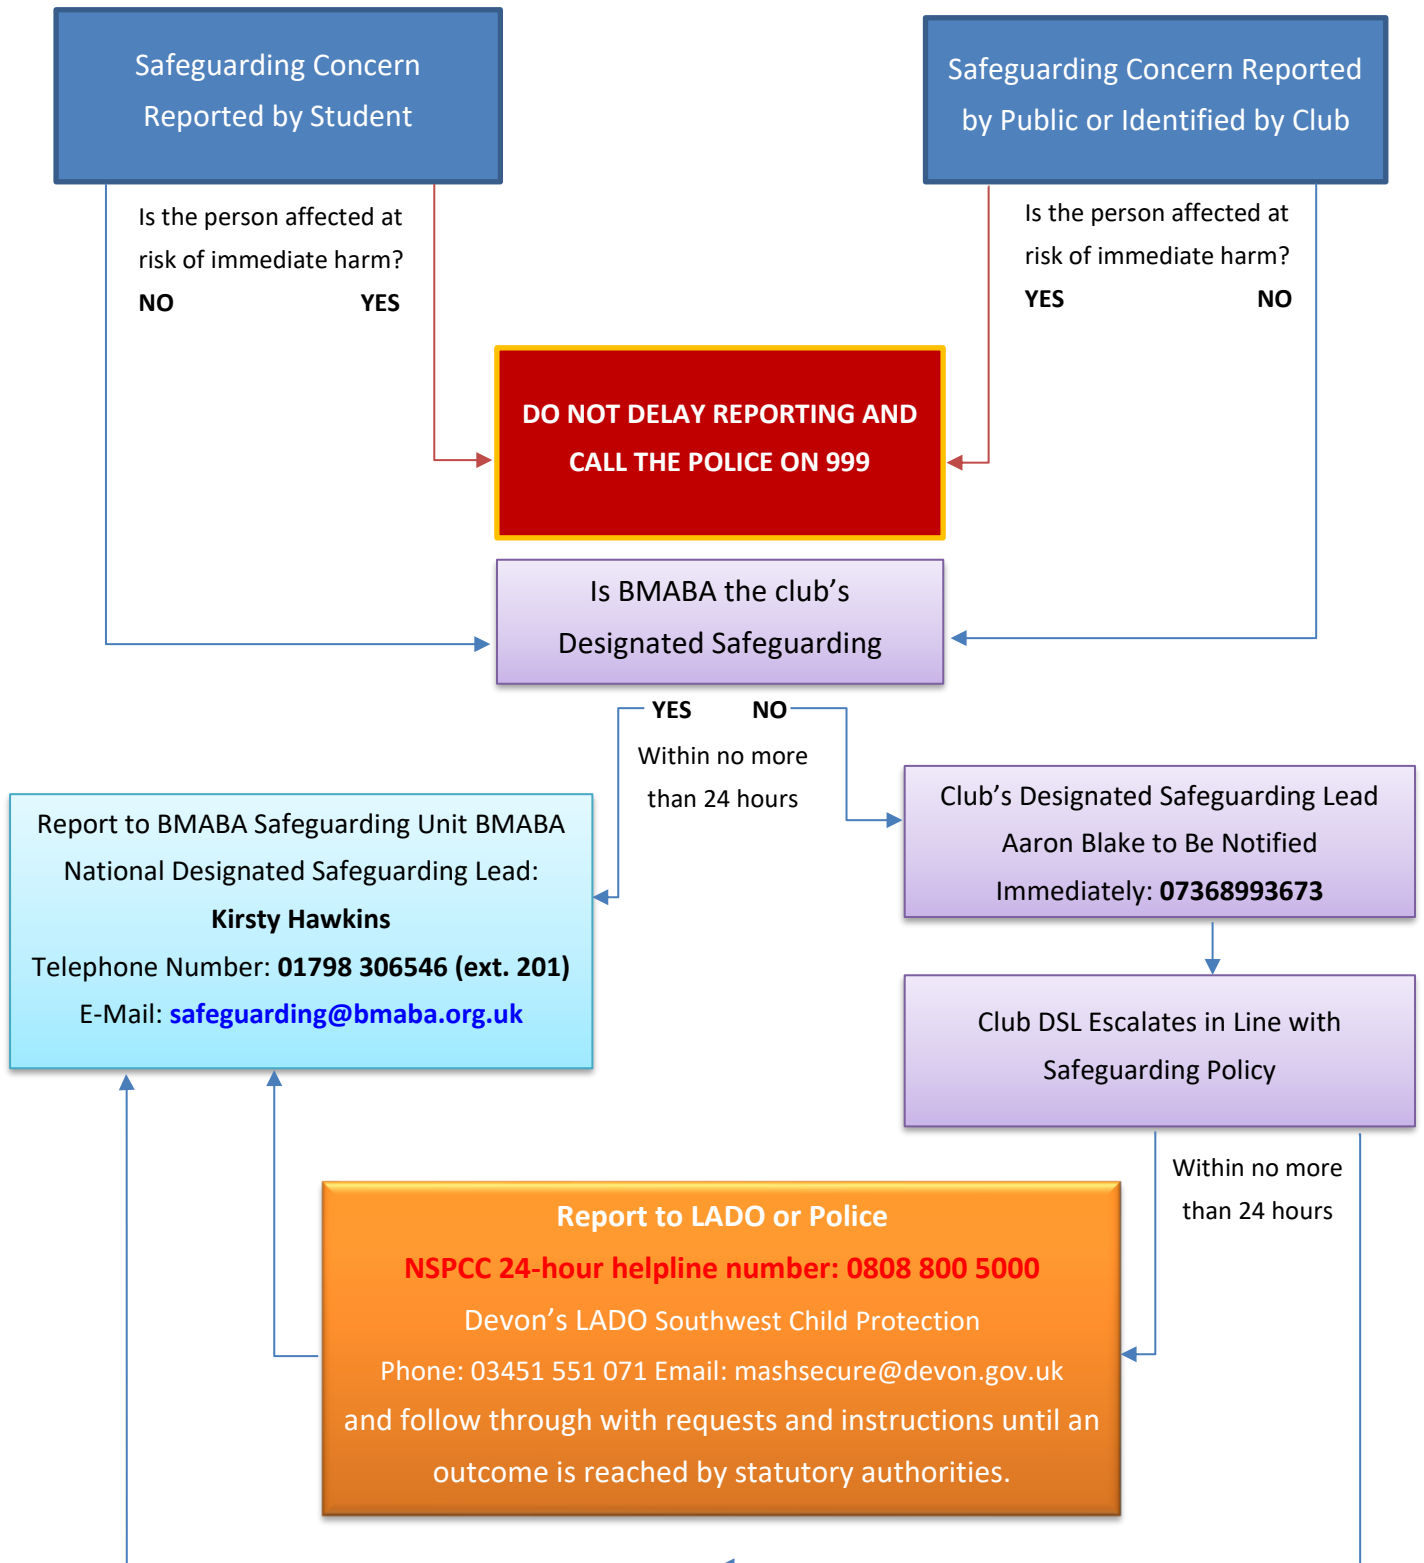 Safeguarding Concern
Reported by Student
Safeguarding Concern Reported
by Public or Identified by Club
Is the person affected at
risk of immediate harm?
NO YES
Is the person affected at
risk of immediate harm?
YES NO
DO NOT DELAY REPORTING AND
CALL THE POLICE ON 999
Is BMABA the club’s
Designated Safeguarding
YES NO
Within no more
than 24 hours
Report to BMABA Safeguarding Unit BMABA
National Designated Safeguarding Lead:
Kirsty Hawkins
Telephone Number: 01798 306546 (ext. 201)
E-Mail: safeguarding@bmaba.org.uk
Club’s Designated Safeguarding Lead
Aaron Blake to Be Notified
Immediately: 07368993673
Club DSL Escalates in Line with
Safeguarding Policy
Within no more
than 24 hours
Report to LADO or Police
NSPCC 24-hour helpline number: 0808 800 5000
Devon’s LADO Southwest Child Protection
Phone: 03451 551 071 Email: mashsecure@devon.gov.uk
and follow through with requests and instructions until an
outcome is reached by statutory authorities.